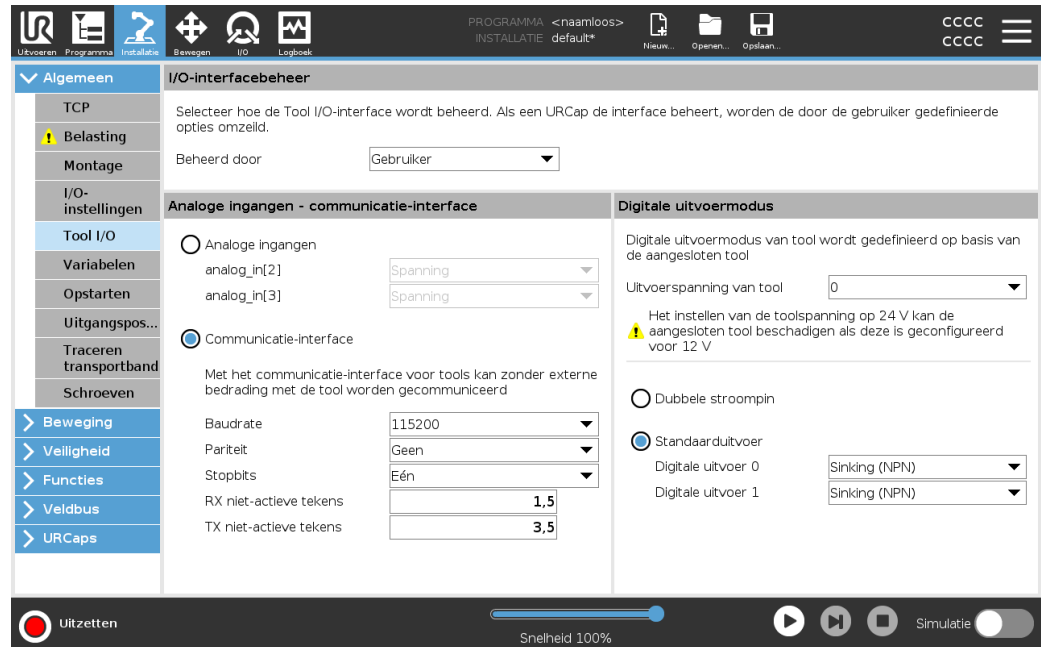 PROGRAMMA <naamloos>
INSTALLATIE default*
CCCC
CCCC
Uitvoeren Programma Installatie Bewegen I/O Logboek Nieuw... Openen... Opslaan...
Algemeen
TCP
Belasting
Montage
I/O-
instellingen
Tool I/O
Variabelen
Opstarten
Uitgangspos...
Traceren
transportband
Schroeven
Beweging
Veiligheid
Functies
Veldbus
URCaps
I/O-interfacebeheer
Selecteer hoe de Tool I/O-interface wordt beheerd. Als een URCap de interface beheert, worden de door de gebruiker gedefinieerde
opties omzeild.
Beheerd door Gebruiker
Analoge ingangen - communicatie-interface
Analoge ingangen
analog_in[2] Spanning
analog_in[3] Spanning
Communicatie-interface
Met het communicatie-interface voor tools kan zonder externe
bedrading met de tool worden gecommuniceerd
Baudrate 115200
Pariteit Geen
Stopbits Eén
RX niet-actieve tekens 1,5
TX niet-actieve tekens 3,5
Digitale uitvoermodus
Digitale uitvoermodus van tool wordt gedefinieerd op basis van
de aangesloten tool
Uitvoerspanning van tool 0
Het instellen van de toolspanning op 24 V kan de
aangesloten tool beschadigen als deze is geconfigureerd
voor 12 V
Dubbele stroompin
Standaarduitvoer
Digitale uitvoer 0 Sinking (NPN)
Digitale uitvoer 1 Sinking (NPN)
Uitzetten
Snelheid 100%
Simulatie